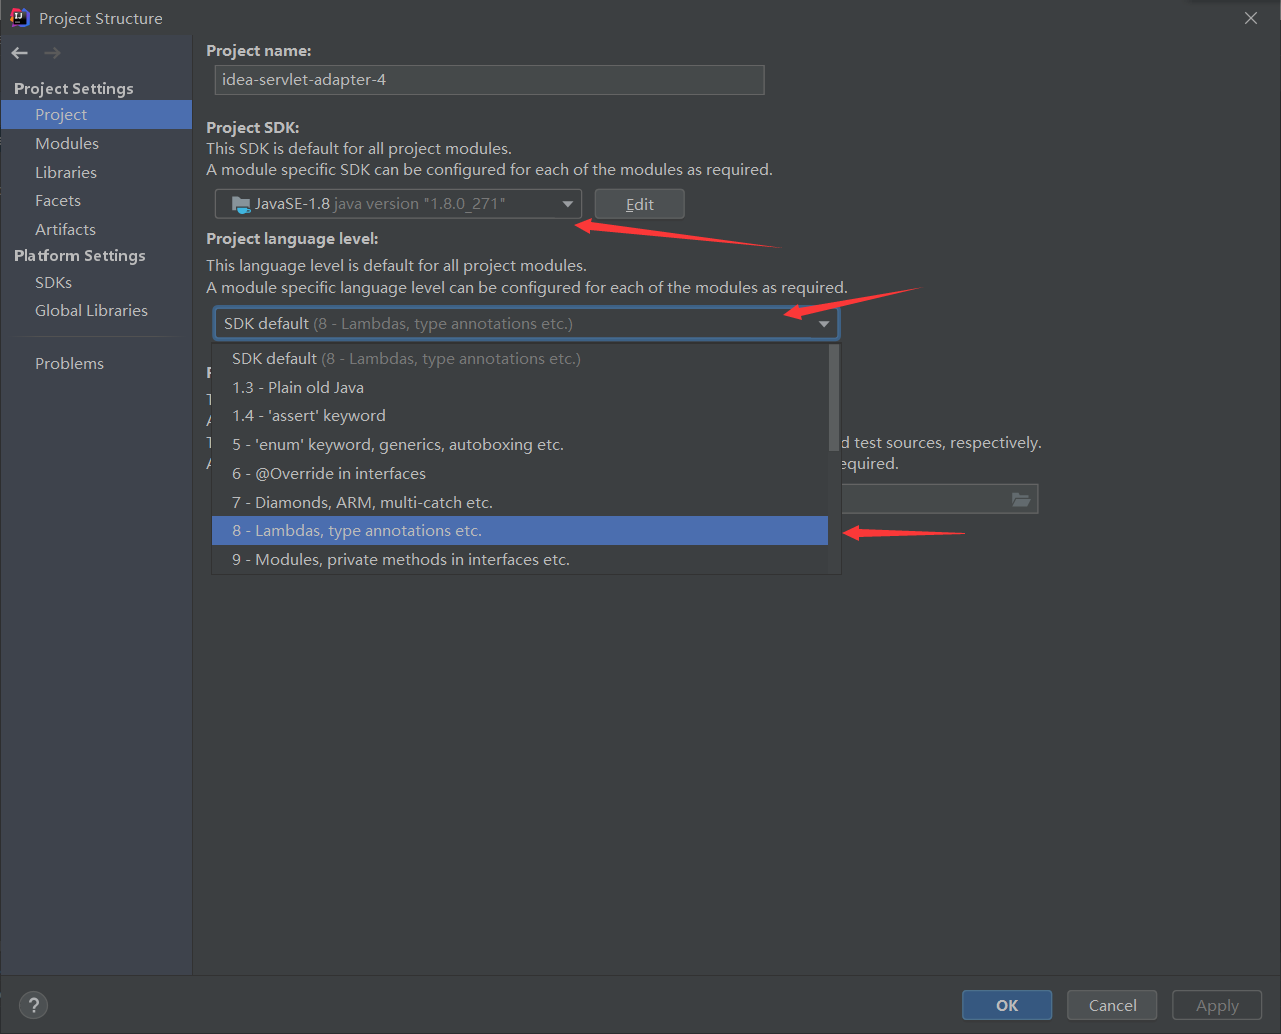 Project Structure
Project Settings
Project
Modules
Libraries
Facets
Artifacts
Platform Settings
SDKs
Global Libraries
Problems
Project name:
idea-servlet-adapter-4
Project SDK:
This SDK is default for all project modules.
A module specific SDK can be configured for each of the modules as required.
JavaSE-1.8 java version "1.8.0_271"
Edit
Project language level:
This language level is default for all project modules.
A module specific language level can be configured for each of the modules as required.
SDK default (8 - Lambdas, type annotations etc.)
SDK default (8 - Lambdas, type annotations etc.)
1.3 - Plain old Java
1.4 - 'assert' keyword
5 - 'enum' keyword, generics, autoboxing etc.
d test sources, respectively.
equired.
6 - @Override in interfaces
7 - Diamonds, ARM, multi-catch etc.
8 - Lambdas, type annotations etc.
9 - Modules, private methods in interfaces etc.
?
OK
Cancel
Apply